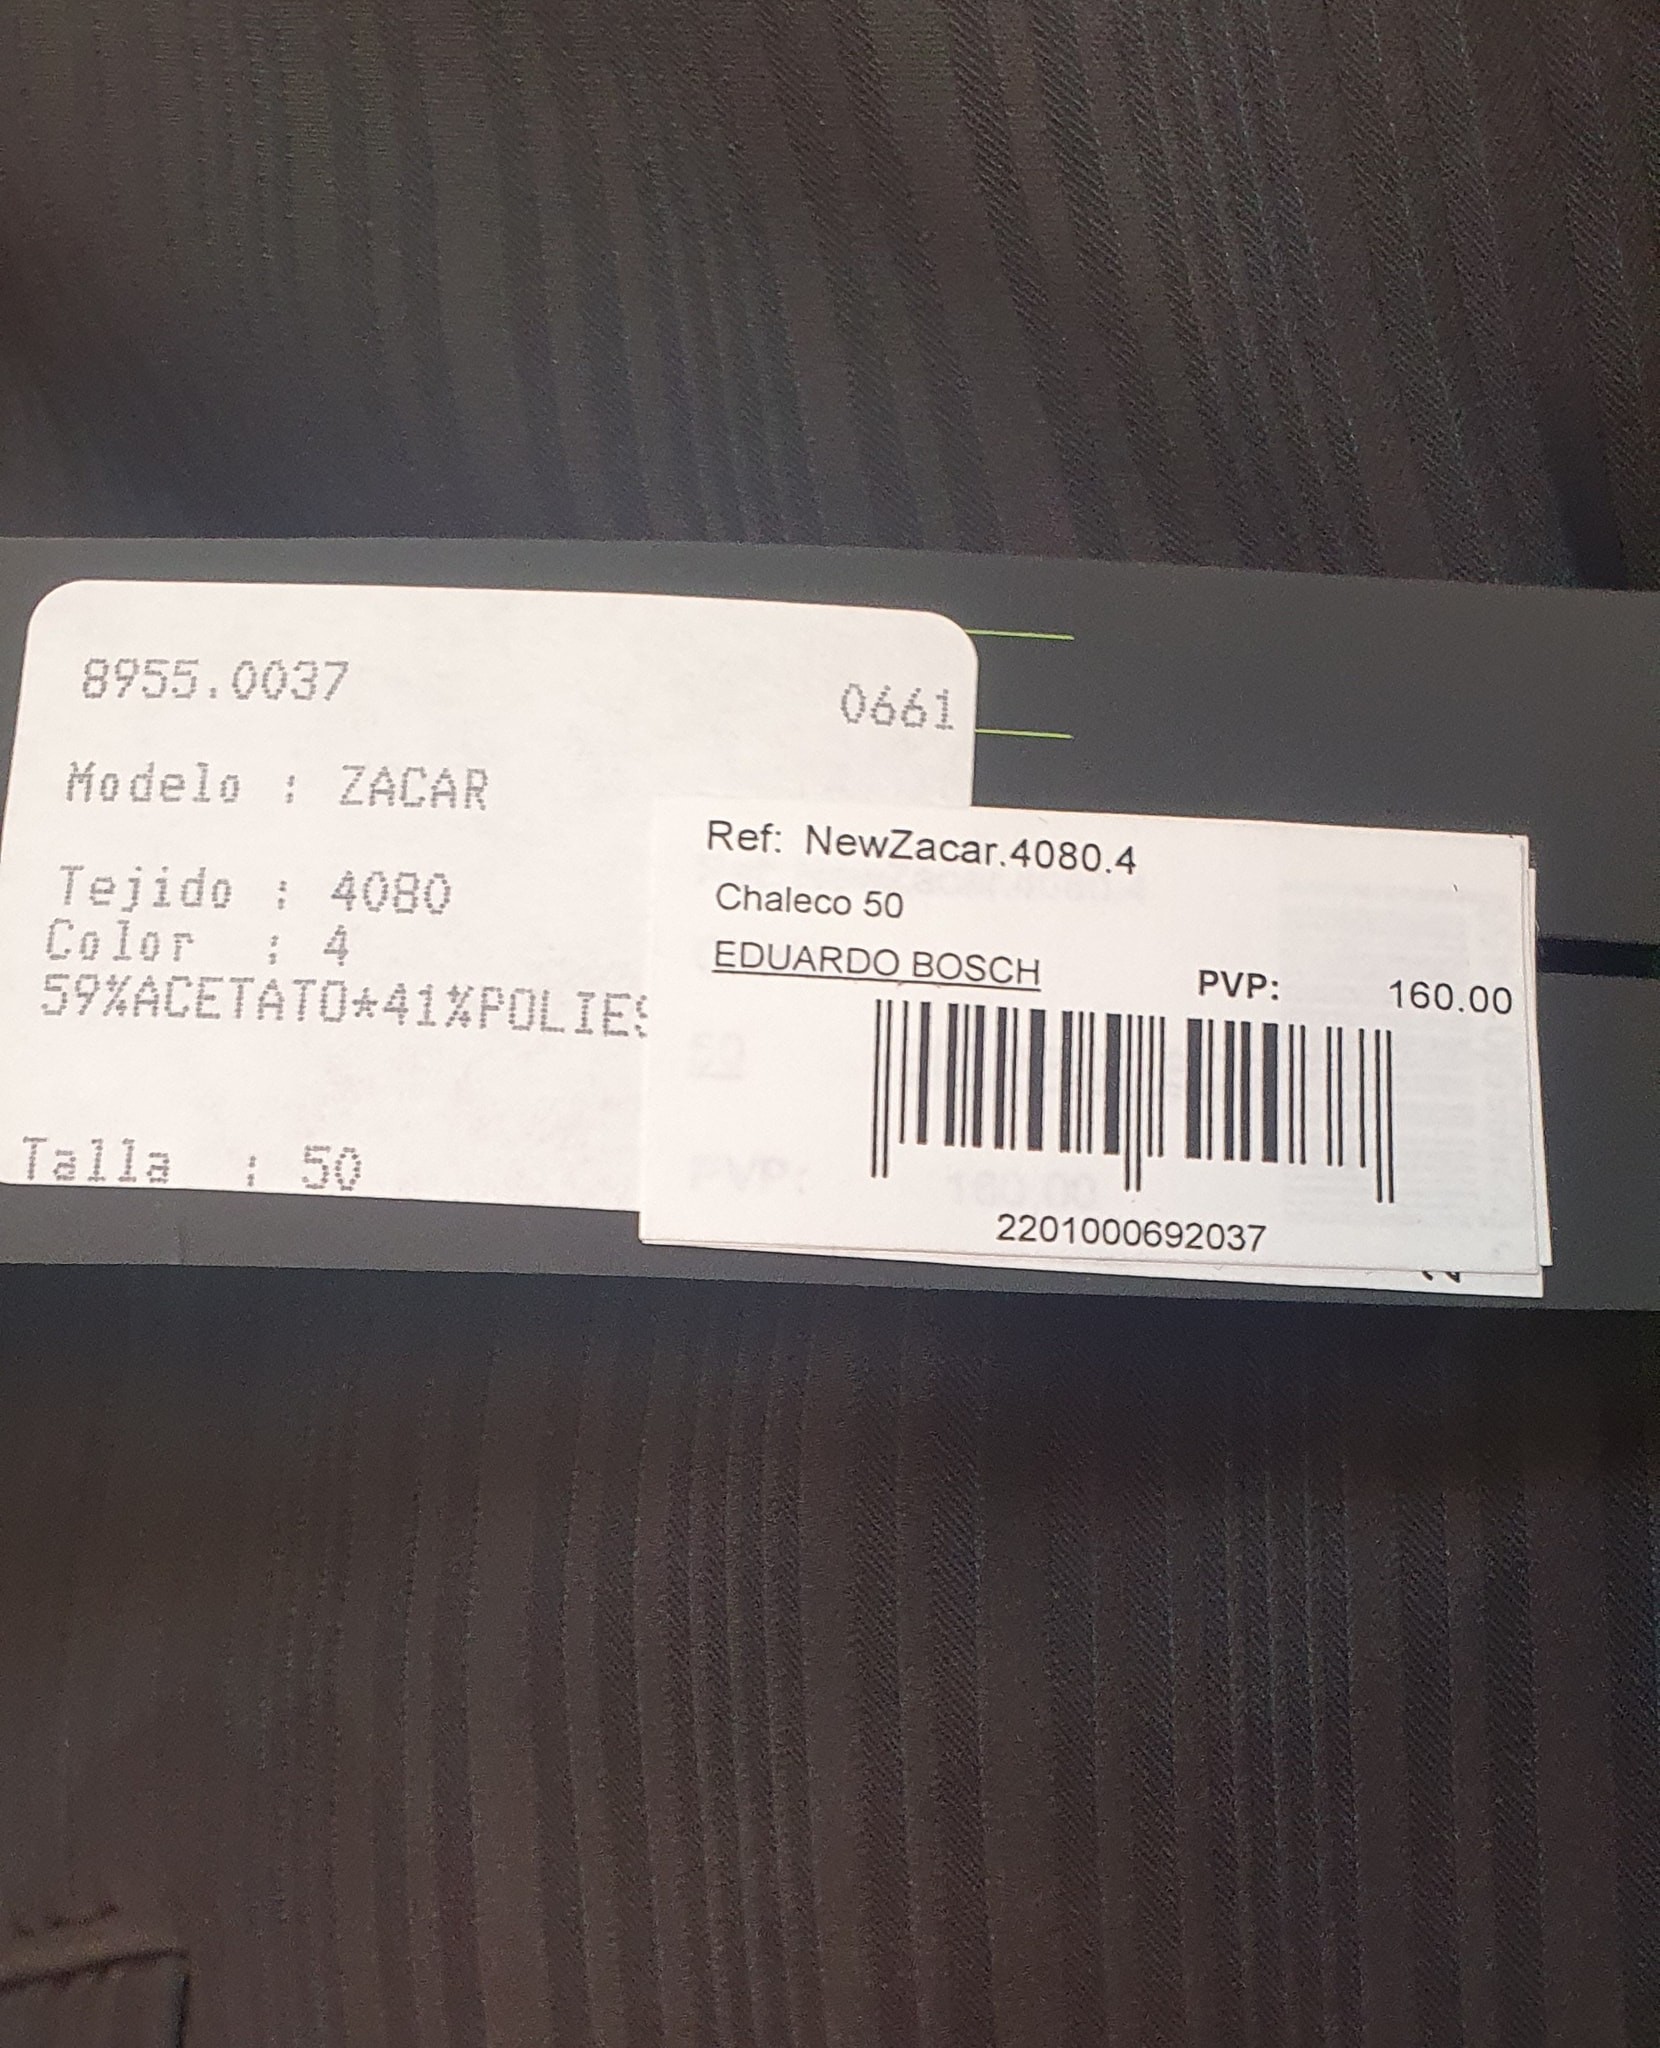 8955.0037
0661
Modelo : ZACAR
Tejido : 4080
Color : 4
59%ACETATO*41%POLIES
Talla : 50
Ref: NewZacar.4080.4
Chaleco 50
EDUARDO BOSCH
PVP: 160.00
2201000692037